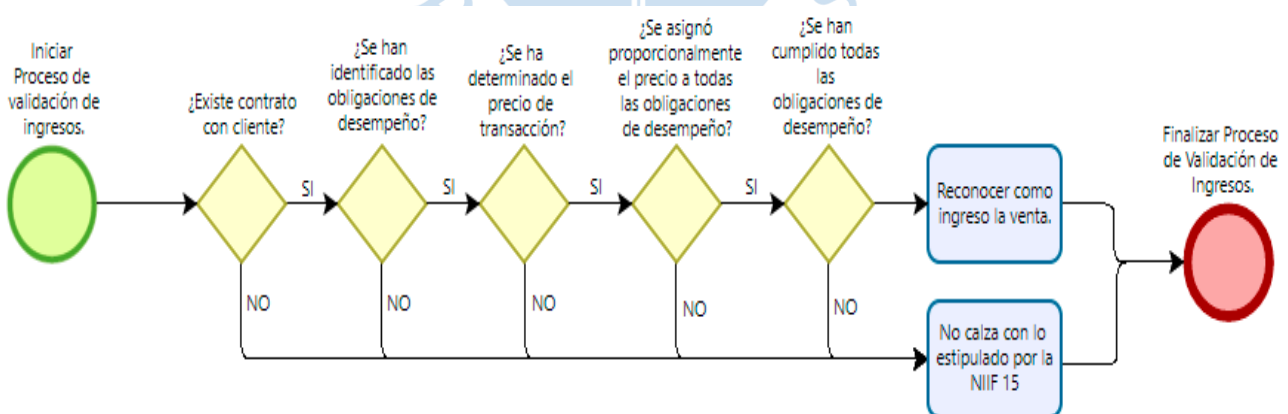 Iniciar
Proceso de
validación de
ingresos.
¿Existe contrato
con cliente?
¿Se han
identificado las
obligaciones de
desempeño?
¿Se ha
determinado el
precio de
transacción?
¿Se asignó
proporcionalmente
el precio a todas
las obligaciones
de desempeño?
¿Se han
cumplido todas
las
obligaciones de
desempeño?
SI
SI
SI
SI
Reconocer como
ingreso la venta.
Finalizar Proceso
de Validación de
Ingresos.
NO
NO
NO
NO
NO
No calza con lo
estipulado por la
NIIF 15